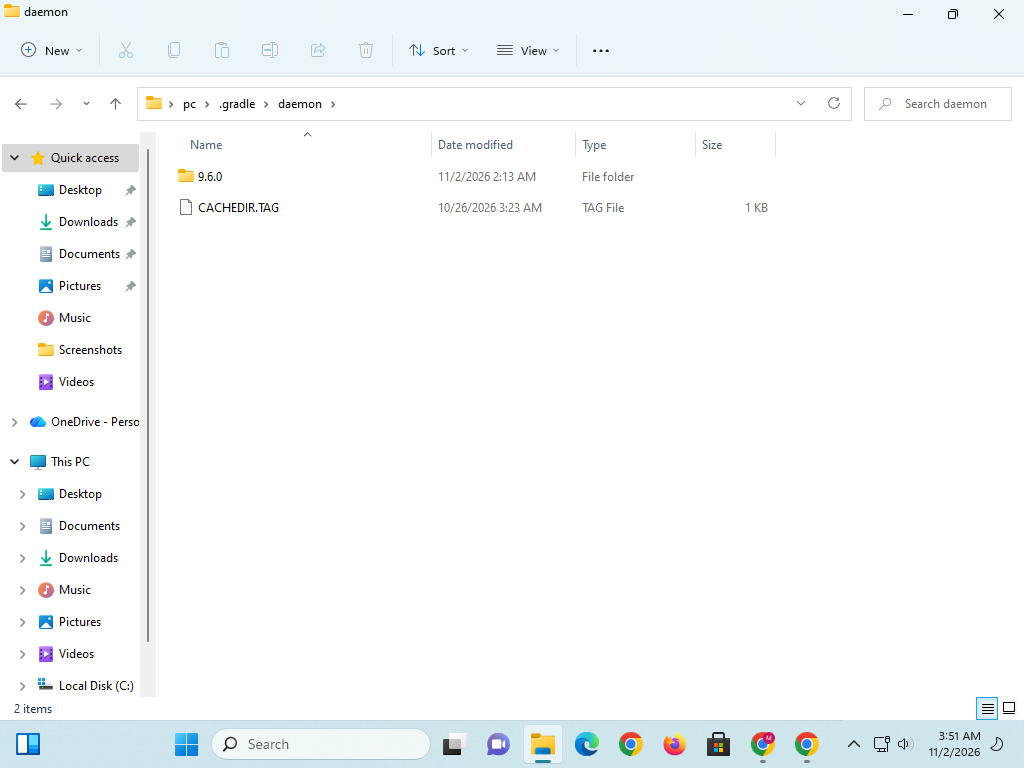 daemon
New
Sort
View
pc
.gradle
daemon
Search daemon
Name
Date modified
Type
Size
9.6.0
11/2/2026 2:13 AM
File folder
CACHEDIR.TAG
10/26/2026 3:23 AM
TAG File
1 KB
Quick access
Desktop
Downloads
Documents
Pictures
Music
Screenshots
Videos
OneDrive - Perso
This PC
Desktop
Documents
Downloads
Music
Pictures
Videos
Local Disk (C:)
2 items
Search
M
3:51 AM
11/2/2026